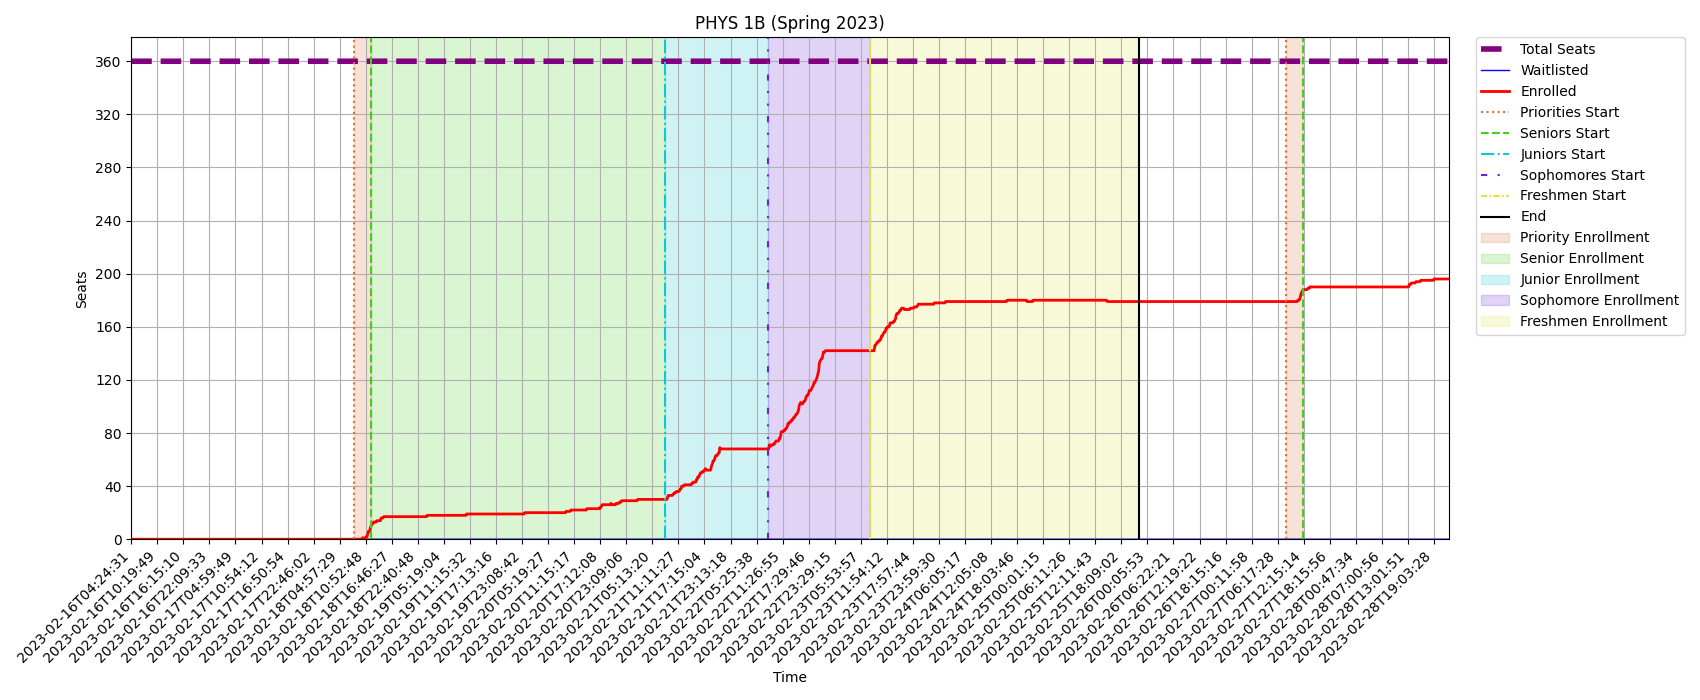 PHYS 1B (Spring 2023)
360
320
280
240
200
160
120
80
40
0
Seats
2023-02-16T04:24:31
2023-02-16T10:19:49
2023-02-16T16:15:10
2023-02-16T22:09:33
2023-02-17T04:59:49
2023-02-17T10:54:12
2023-02-17T16:50:54
2023-02-17T22:46:02
2023-02-18T04:57:29
2023-02-18T10:52:48
2023-02-18T16:46:27
2023-02-18T22:40:48
2023-02-19T05:19:04
2023-02-19T11:15:32
2023-02-19T17:13:16
2023-02-19T23:08:42
2023-02-20T05:19:27
2023-02-20T11:15:17
2023-02-20T17:12:08
2023-02-20T23:09:06
2023-02-21T05:13:20
2023-02-21T11:11:27
2023-02-21T17:15:04
2023-02-21T23:13:18
2023-02-22T05:25:38
2023-02-22T11:26:55
2023-02-22T17:29:46
2023-02-22T23:29:15
2023-02-23T05:53:57
2023-02-23T11:54:12
2023-02-23T17:57:44
2023-02-23T23:59:30
2023-02-24T06:05:17
2023-02-24T12:05:08
2023-02-24T18:03:46
2023-02-25T00:01:15
2023-02-25T06:11:26
2023-02-25T12:11:43
2023-02-25T18:09:02
2023-02-26T00:05:53
2023-02-26T06:22:21
2023-02-26T12:19:22
2023-02-26T18:15:16
2023-02-27T00:11:58
2023-02-27T06:17:28
2023-02-27T12:15:14
2023-02-27T18:15:56
2023-02-28T00:47:34
2023-02-28T07:00:56
2023-02-28T13:01:51
2023-02-28T19:03:28
Time
Total Seats
Waitlisted
Enrolled
Priorities Start
Seniors Start
Juniors Start
Sophomores Start
Freshmen Start
End
Priority Enrollment
Senior Enrollment
Junior Enrollment
Sophomore Enrollment
Freshmen Enrollment